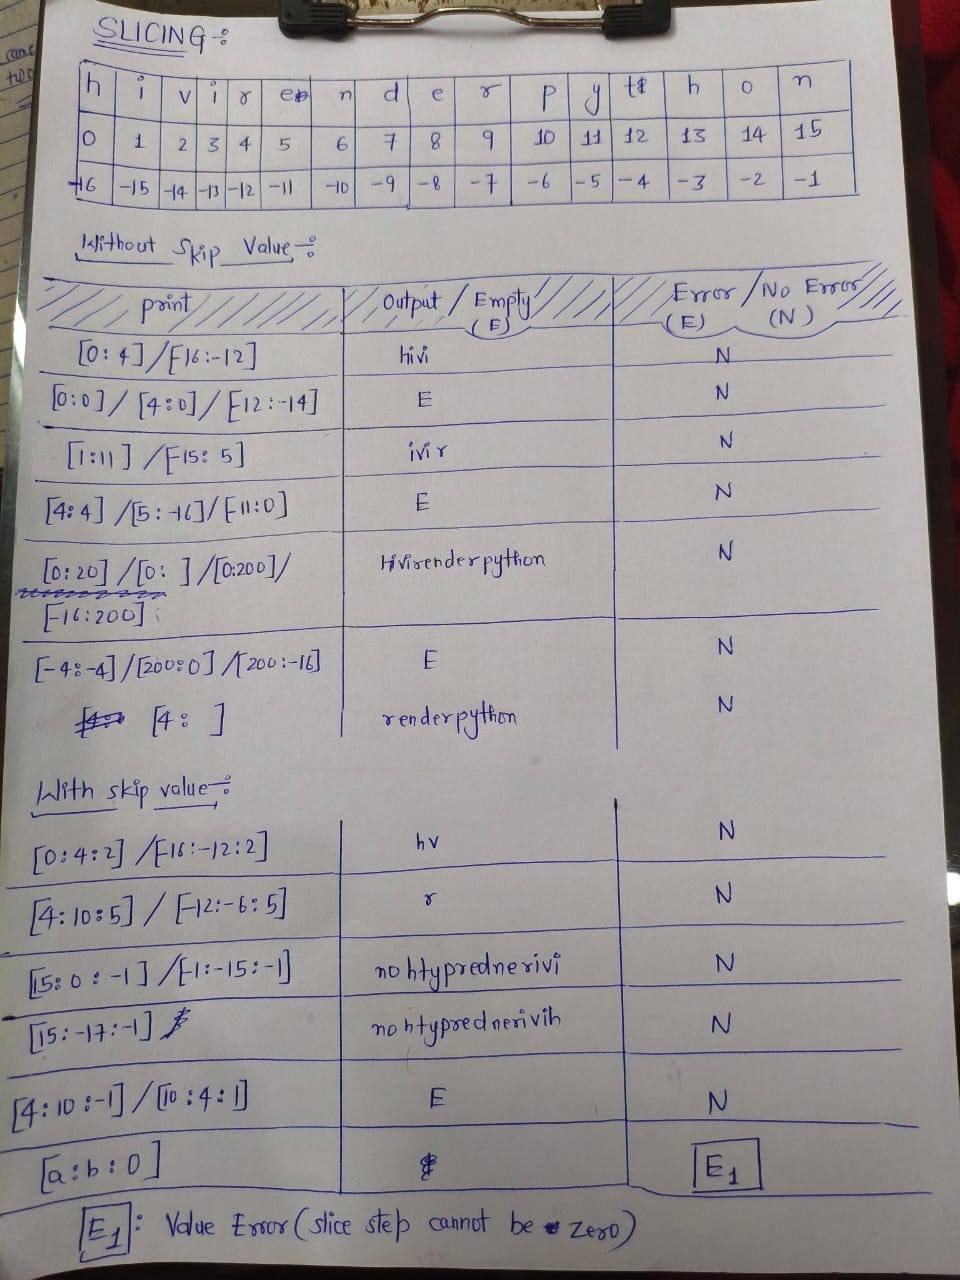 SLICING :-
h i v i r e n d e r p y t h o n
0 1 2 3 4 5 6 7 8 9 10 11 12 13 14 15
-16 -15 -14 -13 -12 -11 -10 -9 -8 -7 -6 -5 -4 -3 -2 -1
Without Skip Value :-
print Output / Empty (E) Error / No Error (E) (N)
[0:4] / [-16:-12] hivi N
[0:0] / [4:0] / [-12:-14] E N
[1:11] / [-15:5] ivir N
[4:4] / [5:-16] / [-11:0] E N
[0:20] / [0: ] / [0:200] / hivirenderpython N
[-16:200]
[-4:-4] / [200:0] / [200:-16] E N
[4: ] renderpython N
With skip value :-
[0:4:2] / [-16:-12:2] hv N
[4:10:5] / [-12:-6:5] r N
[15:0:-1] / [-1:-15:-1] nohtyprednerivi N
[15:-17:-1] nohtyprednerivih N
[4:10:-1] / [10:4:1] E N
[a:b:0] E1
E1 : Value Error (slice step cannot be zero)